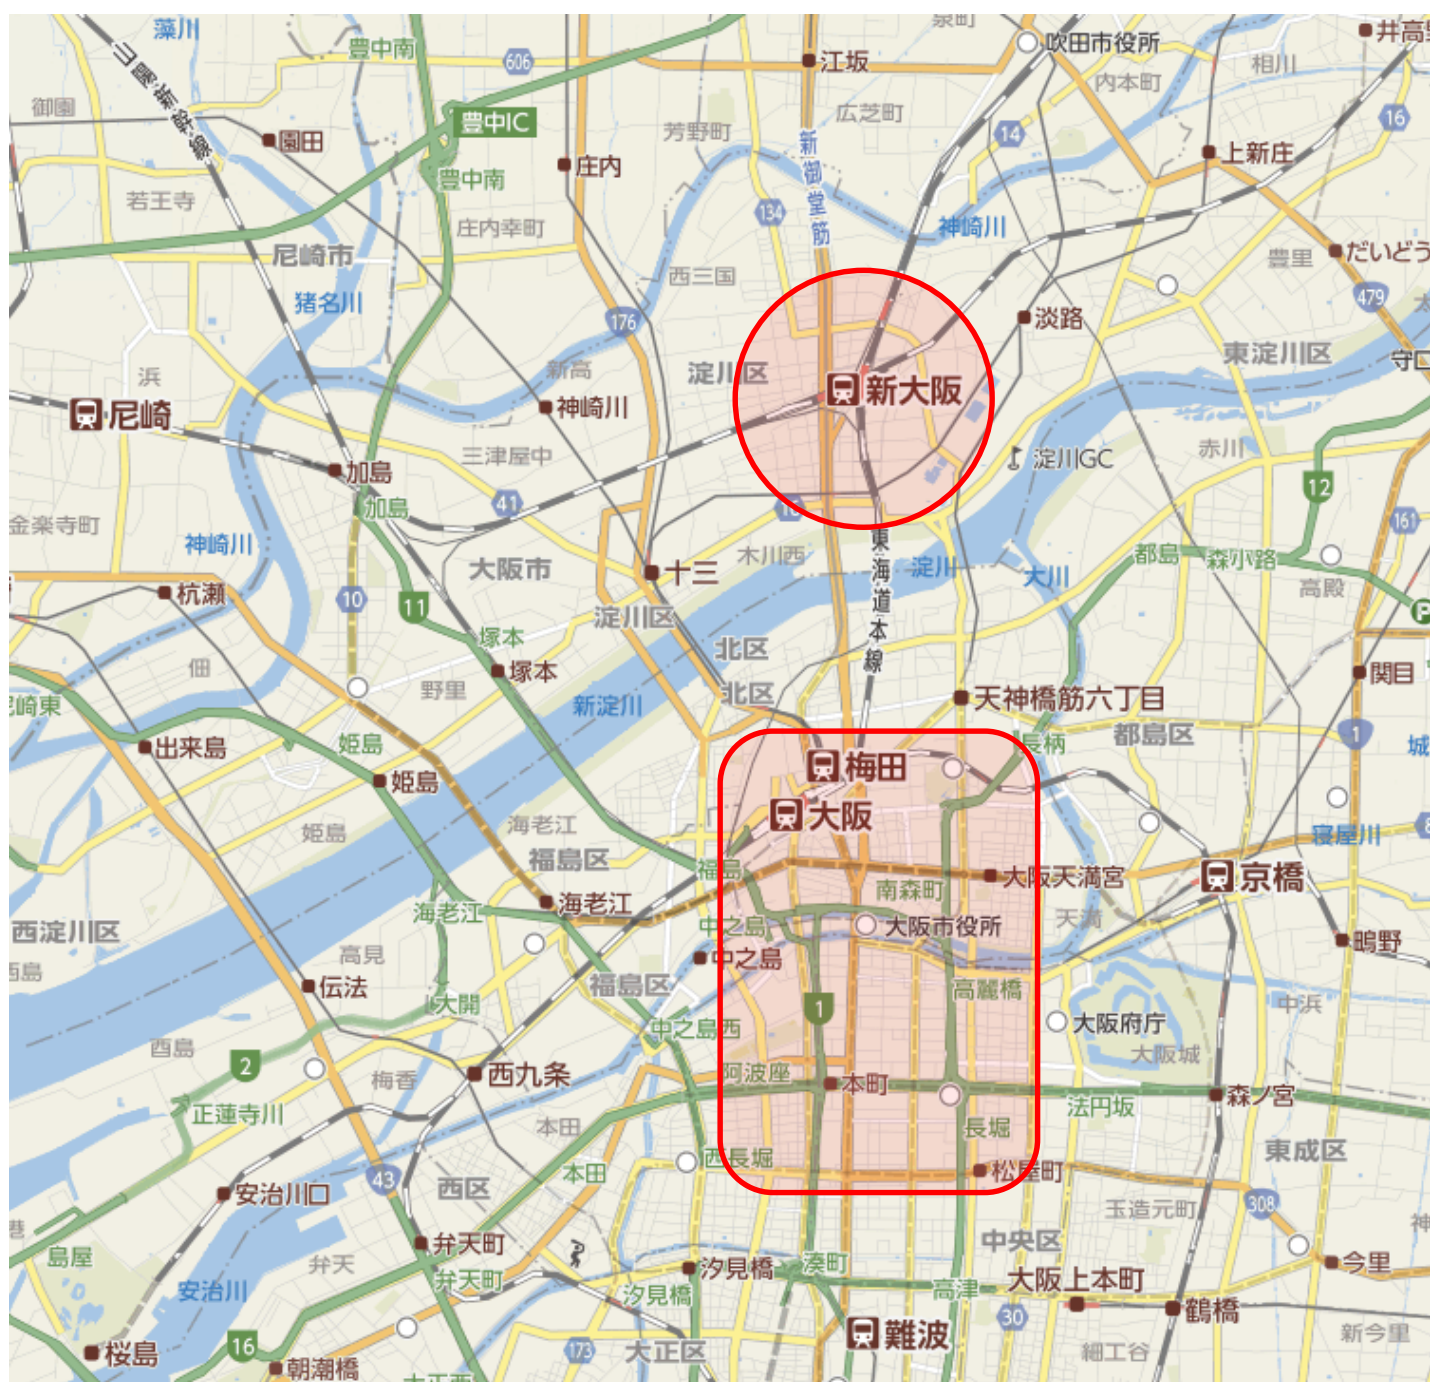 藻川
豊中南
606
江坂
泉町
吹田市役所
相川
山陽新幹線
御園
豊中IC
芳野町
広芝町
内本町
16
14
園田
庄内
新御堂筋
上新庄
豊中南
若王寺
庄内幸町
134
神崎川
尼崎市
西三国
豊里
だいどう
猪名川
176
479
淡路
東淀川区
浜
新高
淀川区
新大阪
尼崎
神崎川
三津屋中
淀川GC
赤川
加島
加島
41
12
161
金楽寺町
神崎川
大阪市
木川西
東海道本線
淀川
大川
都島
森小路
高殿
杭瀬
10
11
十三
淀川区
P
塚本
塚本
北区
北区
関目
佃
野里
新淀川
天神橋筋六丁目
出来島
姫島
姫島
長柄
都島区
1
梅田
姫島
海老江
大阪
寝屋川
福島区
福島
南森町
大阪天満宮
京橋
海老江
海老江
中之島
大阪市役所
天満
西淀川区
高見
中之島
鴫野
伝法
大開
福島区
高麗橋
中浜
中之島西
1
大阪府庁
大阪城
酉島
2
梅香
西九条
阿波座
本町
正蓮寺川
本田
法円坂
森ノ宮
長堀
安治川口
43
西区
本田
西長堀
松屋町
東成区
玉造元町
308
島屋
弁天
弁天町
弁天町
汐見橋
湊町
中央区
今里
安治川
汐見橋
高津
大阪上本町
鶴橋
桜島
16
朝潮橋
173
大正区
難波
30
細工谷
新今里